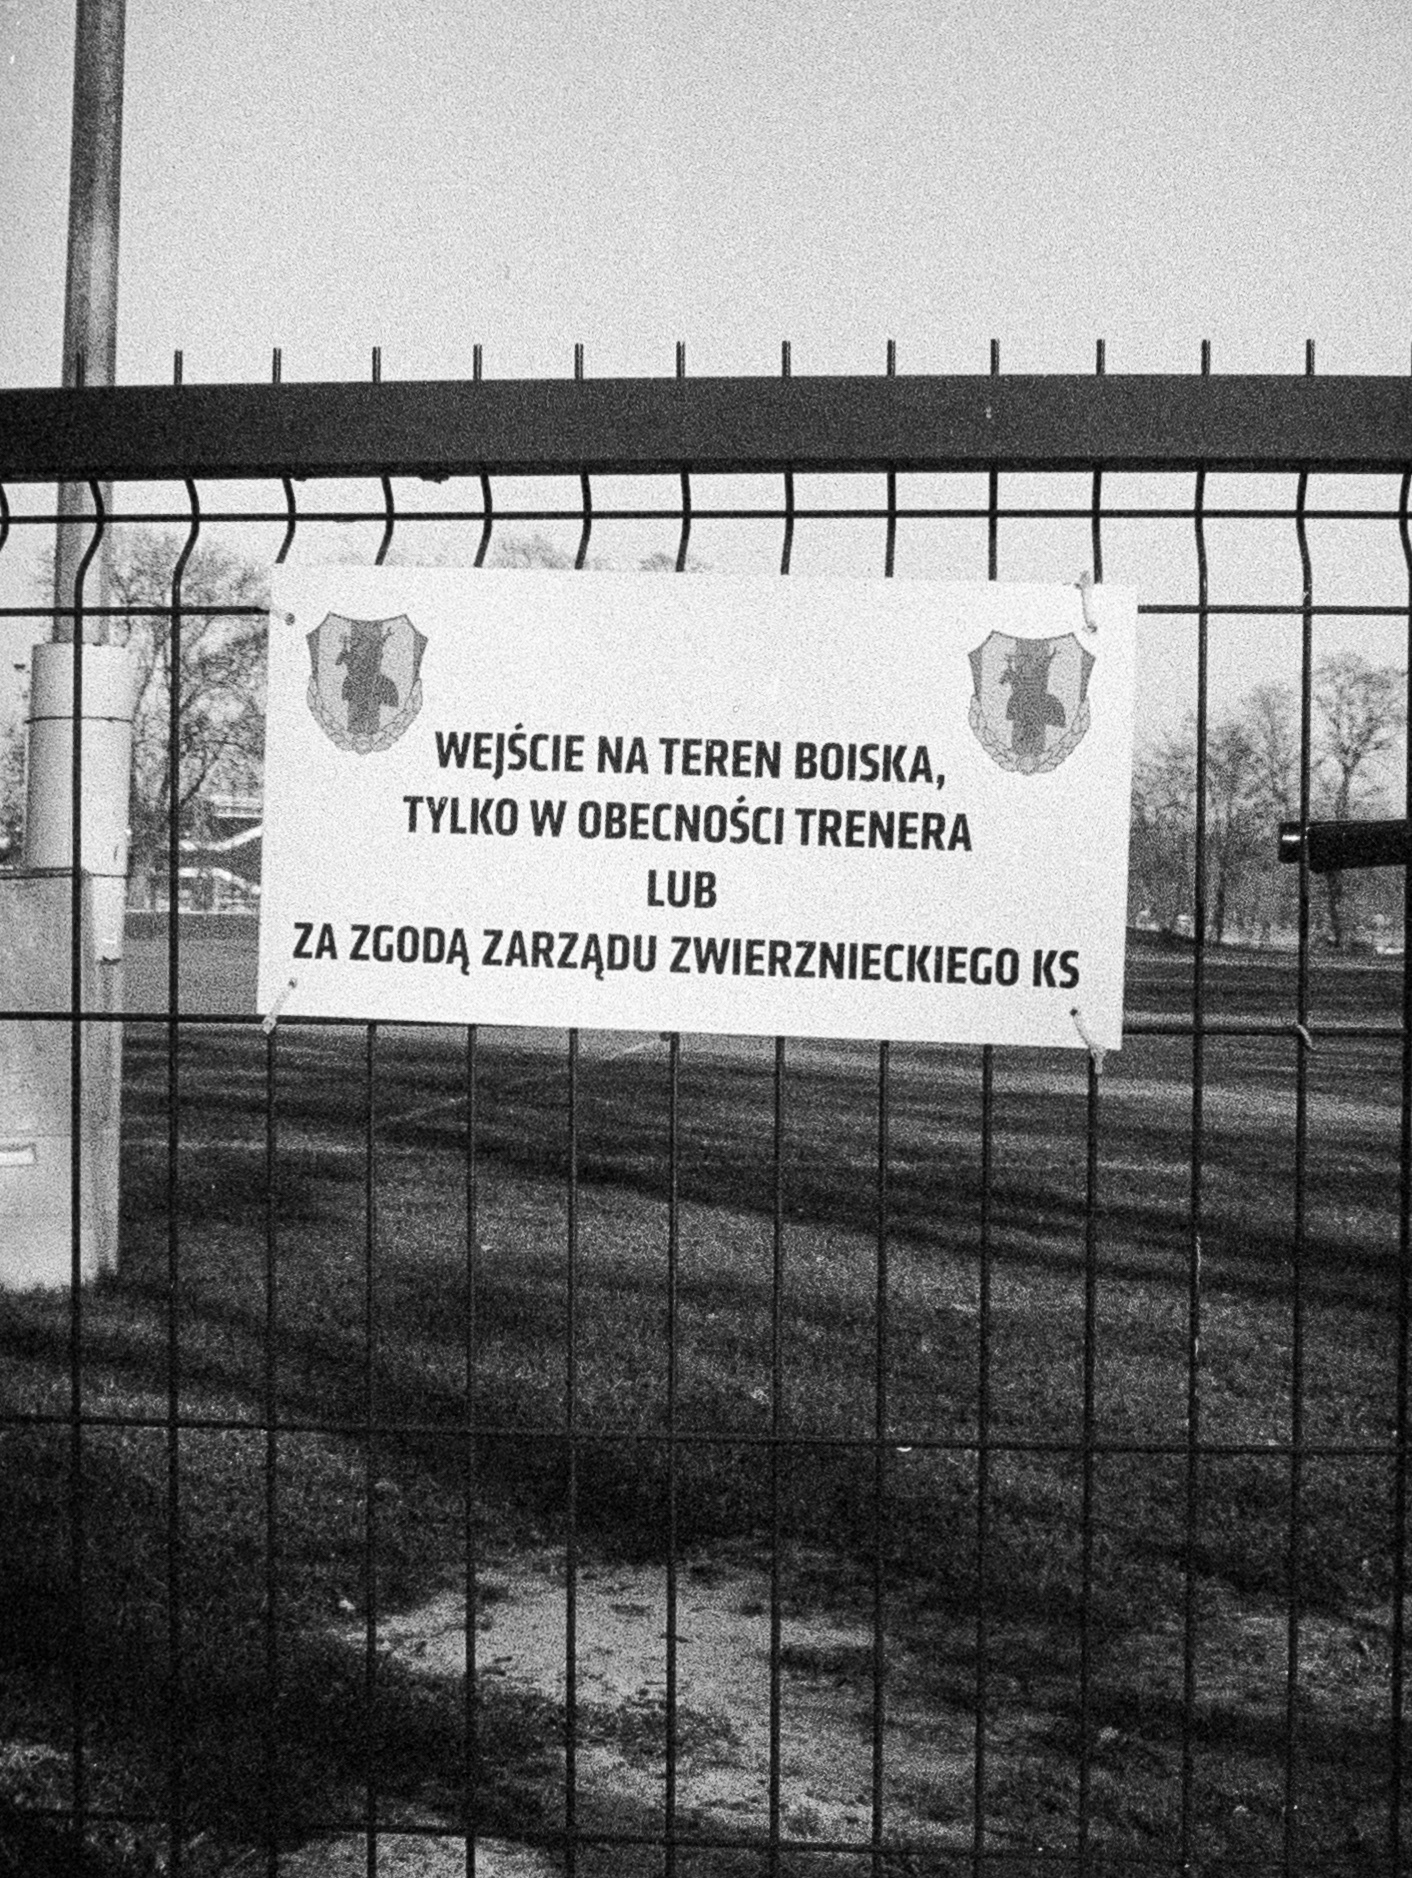 WEJŚCIE NA TEREN BOISKA,
TYLKO W OBECNOŚCI TRENERA
LUB
ZA ZGODĄ ZARZĄDU ZWIERZNIECKIEGO KS